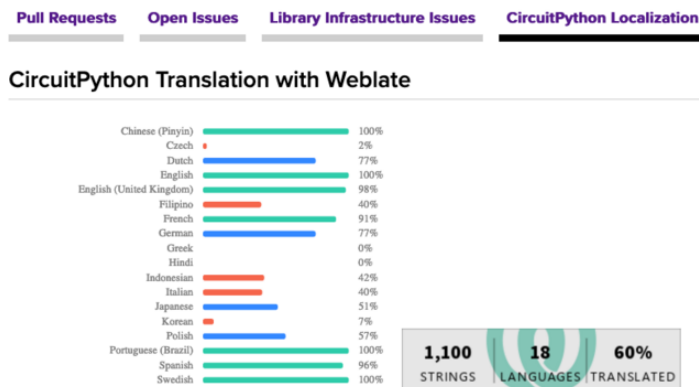 Pull Requests Open Issues Library Infrastructure Issues CircuitPython Localization
CircuitPython Translation with Weblate
Chinese (Pinyin) 100%
Czech 2%
Dutch 77%
English 100%
English (United Kingdom) 98%
Filipino 40%
French 91%
German 77%
Greek 0%
Hindi 0%
Indonesian 42%
Italian 40%
Japanese 51%
Korean 7%
Polish 57%
Portuguese (Brazil) 100%
Spanish 96%
Swedish 100%
1,100 18 60%
STRINGS LANGUAGES TRANSLATED